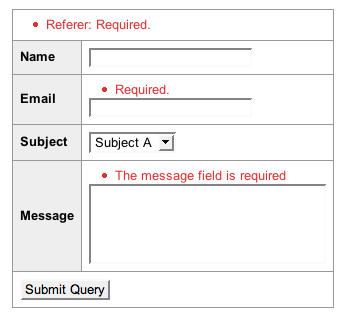 Referer: Required.
Name
Email
Required.
Subject
Subject A
Message
The message field is required
Submit Query